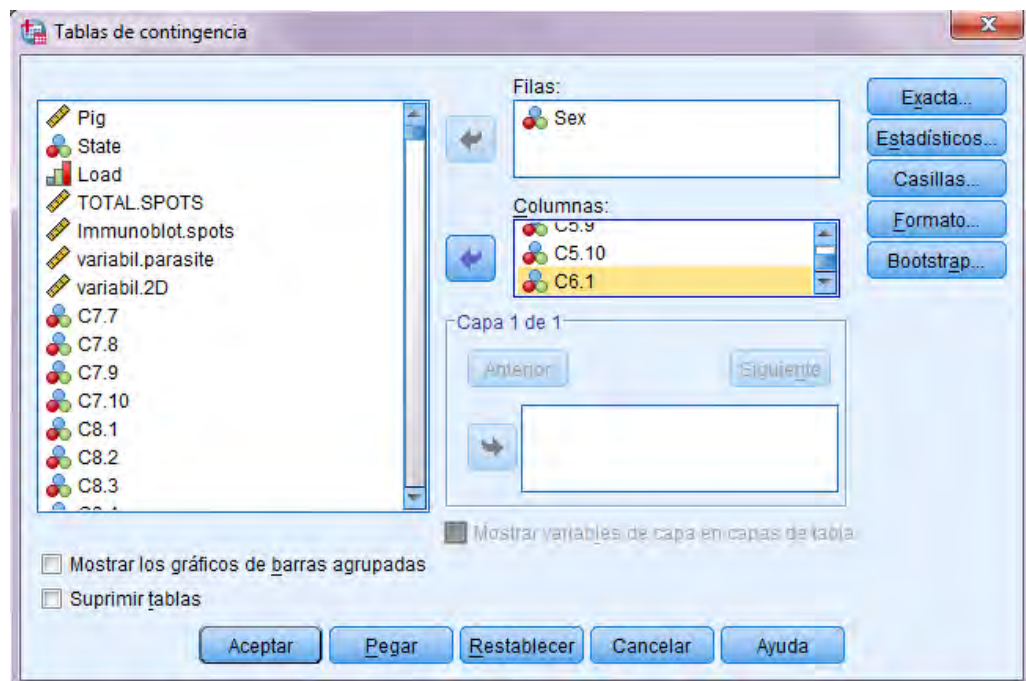 Tablas de contingencia
Pig
State
Load
TOTAL.SPOTS
Immunoblot.spots
variabil.parasite
variabil.2D
C7.7
C7.8
C7.9
C7.10
C8.1
C8.2
C8.3
Filas:
Sex
Columnas:
C5.9
C5.10
C6.1
Capa 1 de 1
Anterior
Siguiente
Mostrar variables de capa en capas de tabla
Exacta...
Estadísticos...
Casillas...
Formato...
Bootstrap...
Mostrar los gráficos de barras agrupadas
Suprimir tablas
Aceptar
Pegar
Restablecer
Cancelar
Ayuda